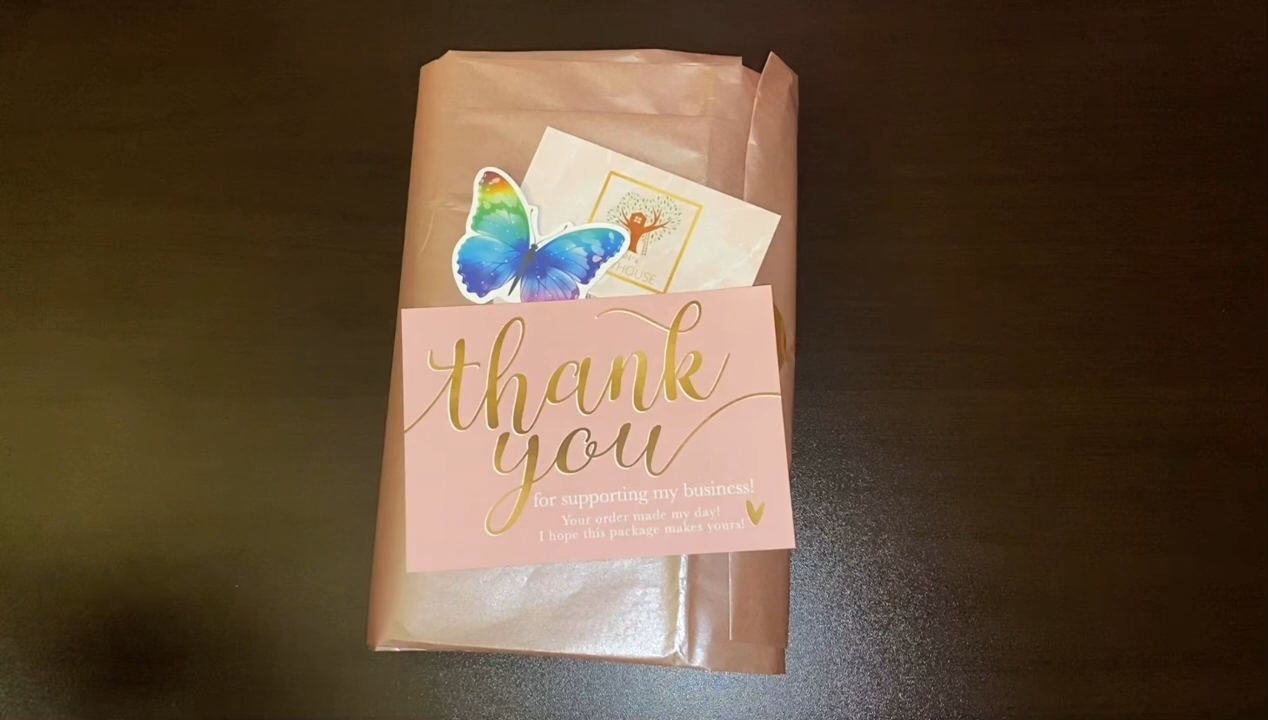 HOUSE
thank
you
for supporting my business!
Your order made my day!
I hope this package makes yours!